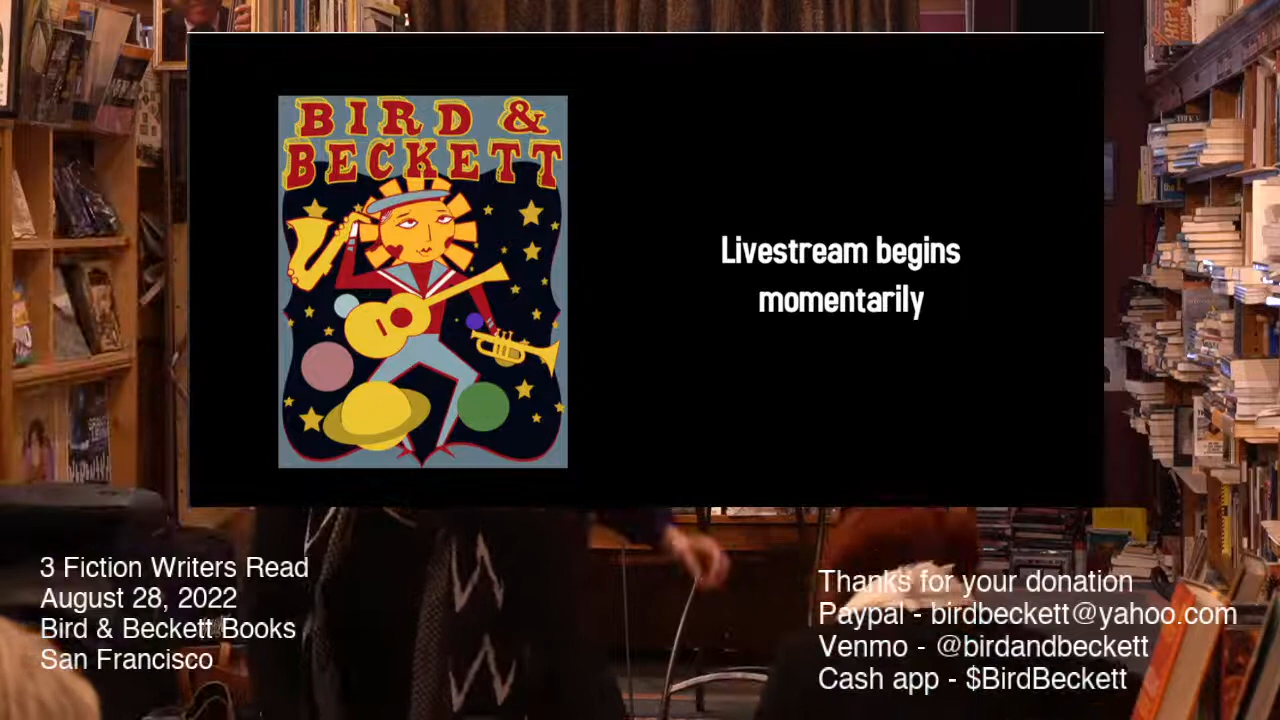 BIRD &
BECKETT
Livestream begins
momentarily
3 Fiction Writers Read
August 28, 2022
Bird & Beckett Books
San Francisco
Thanks for your donation
Paypal - birdbeckett@yahoo.com
Venmo - @birdandbeckett
Cash app - $BirdBeckett